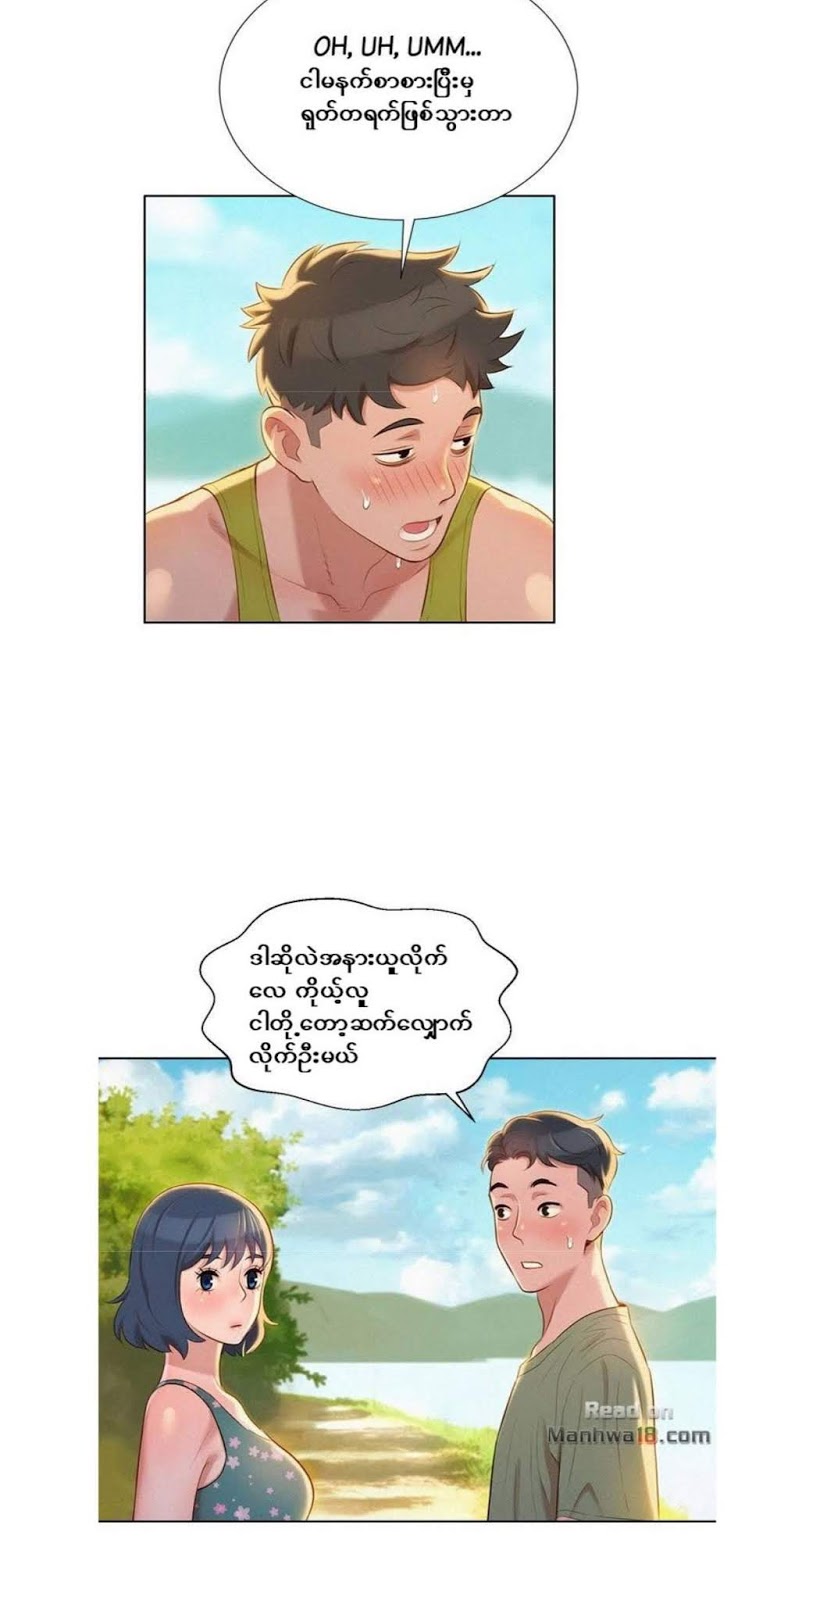 OH, UH, UMM...
ငါမနက်စာစားပြီးမှ
ရုတ်တရက်ဖြစ်သွားတာ
ဒါဆိုလဲအနားယူလိုက်
လေ ကိုယ့်လူ
ငါတို့တော့ဆက်လျှောက်
လိုက်ဦးမယ်
Read on
Manhwa18.com